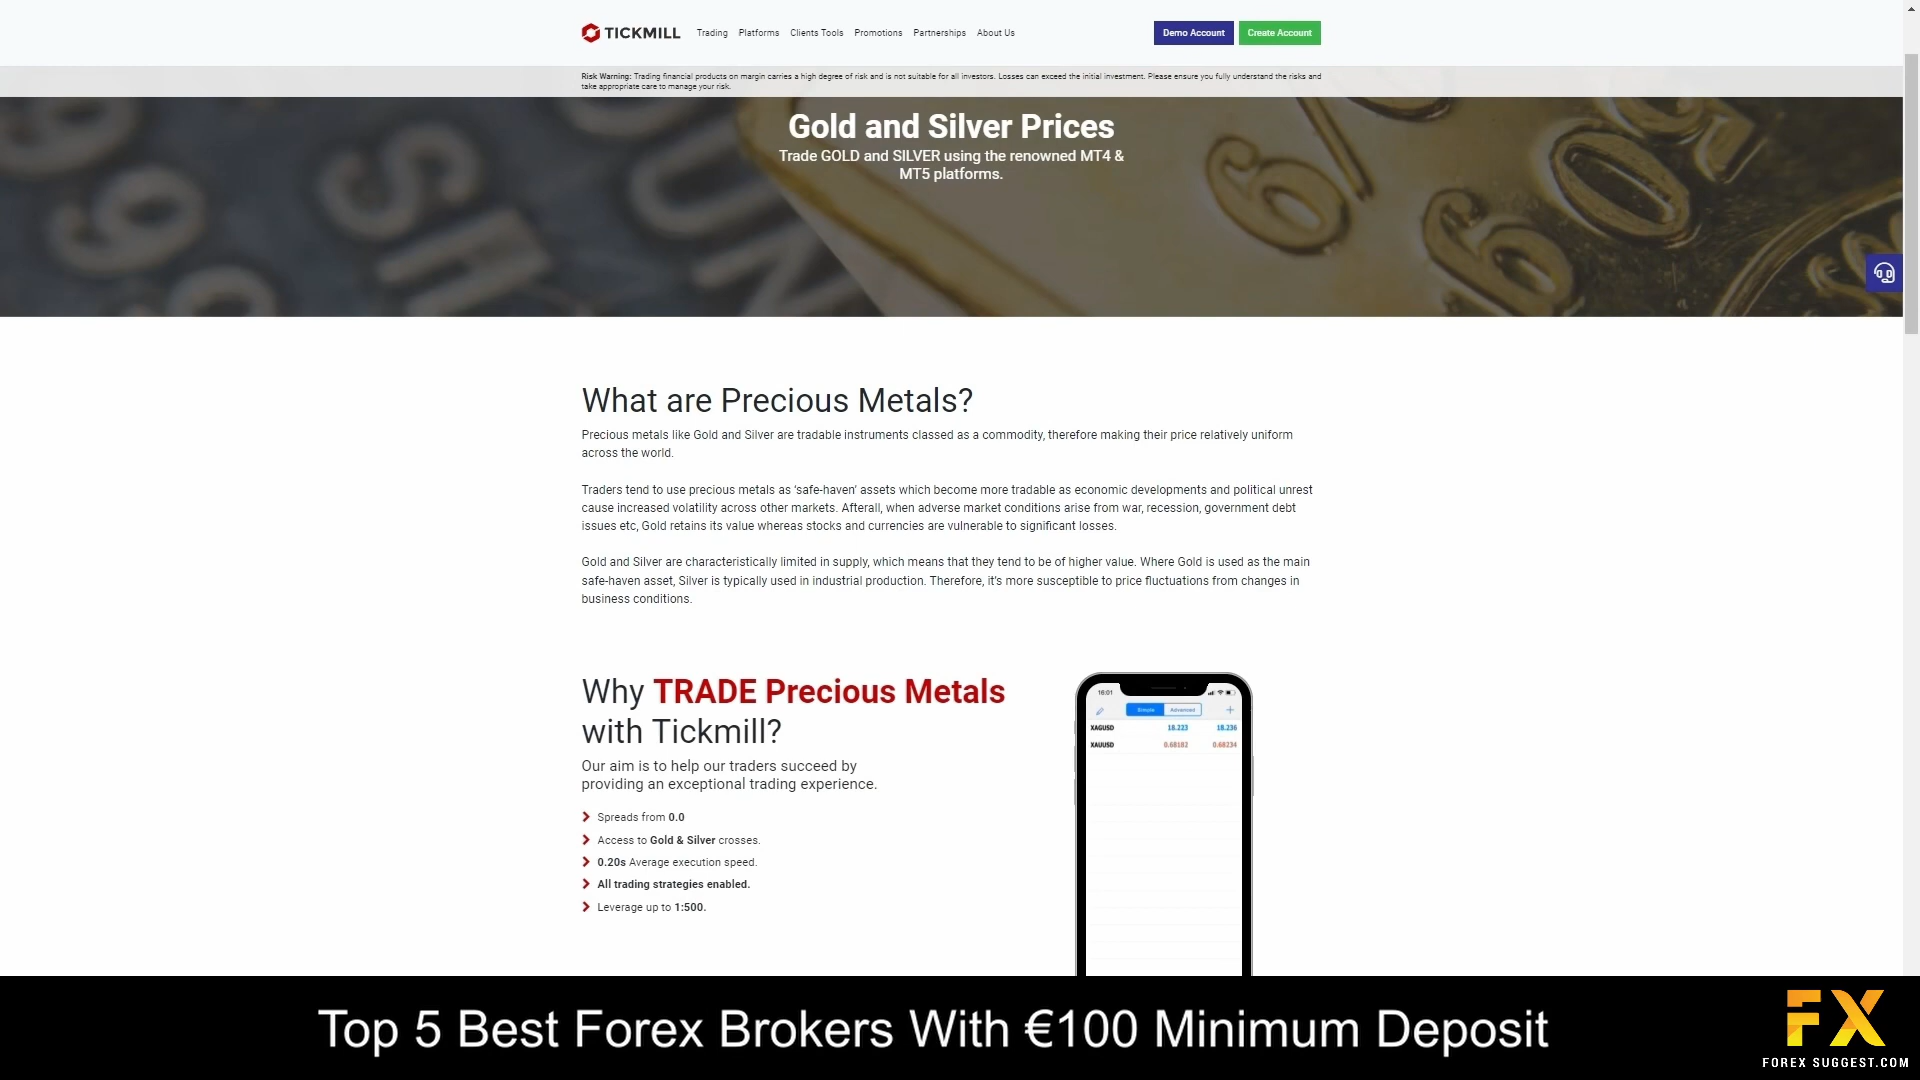 TICKMILL
Trading Platforms Clients Tools Promotions Partnerships About Us
Demo Account Create Account
Risk Warning: Trading financial products on margin carries a high degree of risk and is not suitable for all investors. Losses can exceed the initial investment. Please ensure you fully understand the risks and
take appropriate care to manage your risk.
Gold and Silver Prices
Trade GOLD and SILVER using the renowned MT4 &
MT5 platforms.
What are Precious Metals?
Precious metals like Gold and Silver are tradable instruments classed as a commodity, therefore making their price relatively uniform
across the world.
Traders tend to use precious metals as ‘safe-haven’ assets which become more tradable as economic developments and political unrest
cause increased volatility across other markets. Afterall, when adverse market conditions arise from war, recession, government debt
issues etc, Gold retains its value whereas stocks and currencies are vulnerable to significant losses.
Gold and Silver are characteristically limited in supply, which means that they tend to be of higher value. Where Gold is used as the main
safe-haven asset, Silver is typically used in industrial production. Therefore, it's more susceptible to price fluctuations from changes in
business conditions.
Why TRADE Precious Metals
with Tickmill?
Our aim is to help our traders succeed by
providing an exceptional trading experience.
Spreads from 0.0
Access to Gold & Silver crosses.
0.20s Average execution speed.
All trading strategies enabled.
Leverage up to 1:500.
16:01
Simple Advanced
XAGUSD 18.223 18.236
XAUUSD 0.68182 0.68234
Top 5 Best Forex Brokers With €100 Minimum Deposit
FX
FOREX SUGGEST.COM